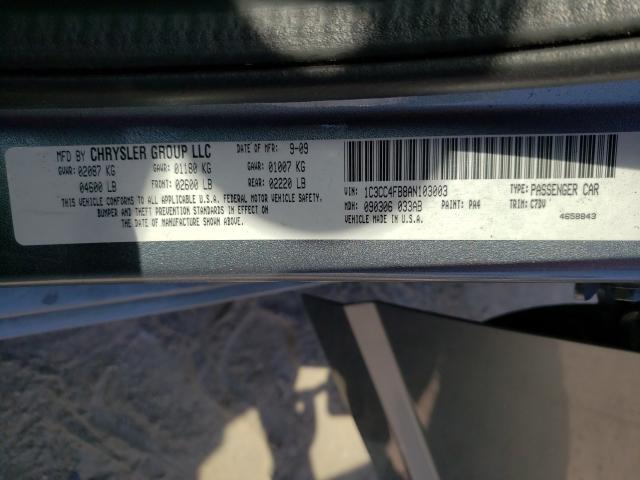 MFD BY CHRYSLER GROUP LLC DATE OF MFR: 9-09
GVWR: 02087 KG GAWR: 01180 KG GAWR: 01007 KG
04600 LB FRONT: 02600 LB REAR: 02220 LB
THIS VEHICLE CONFORMS TO ALL APPLICABLE U.S.A. FEDERAL MOTOR VEHICLE SAFETY,
BUMPER AND THEFT PREVENTION STANDARDS IN EFFECT ON
THE DATE OF MANUFACTURE SHOWN ABOVE.
VIN: 1C3CC4FB8AN103003 TYPE: PASSENGER CAR
MDH: 090306 033AB PAINT: PA4 TRIM: C7DV
VEHICLE MADE IN U.S.A. 4658843